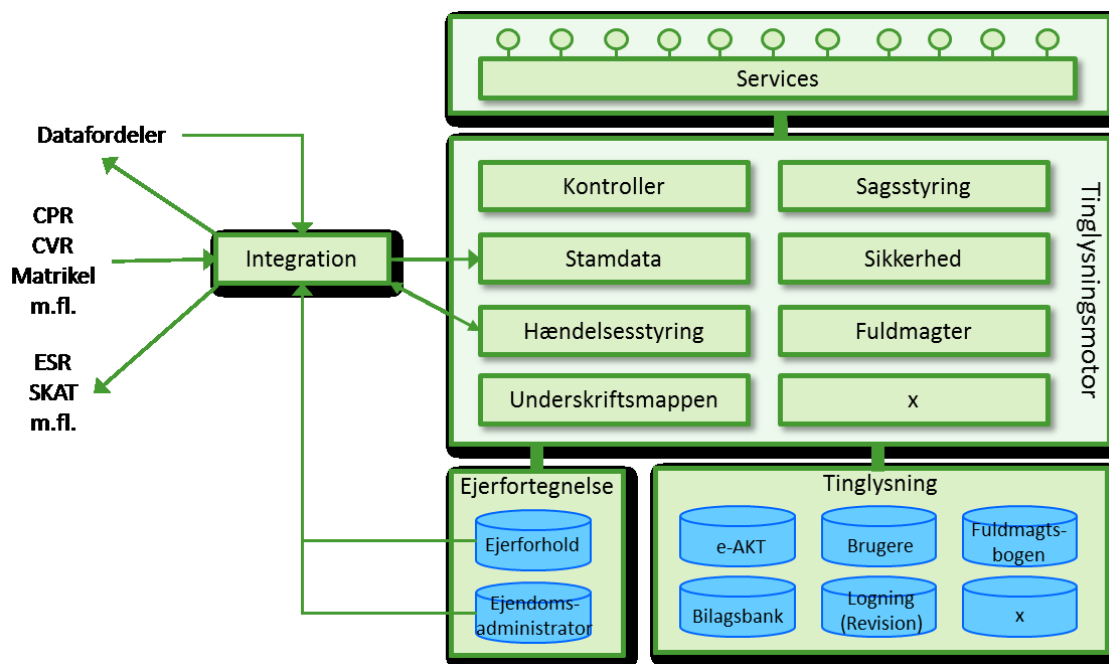 Services
Datafordeler
CPR
CVR
Matrikel
m.fl.
ESR
SKAT
m.fl.
Integration
Kontroller
Sagsstyring
Stamdata
Sikkerhed
Hændelsesstyring
Fuldmagter
Underskriftsmappen
x
Tinglysningsmotor
Ejerfortegnelse
Ejerforhold
Ejendoms-
administrator
Tinglysning
e-AKT
Brugere
Fuldmagts-
bogen
Bilagsbank
Logning
(Revision)
x